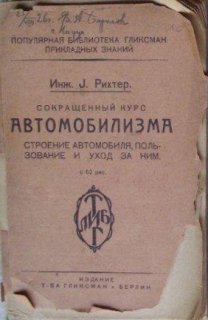 ПОПУЛЯРНАЯ БИБЛИОТЕКА ГЛИКСМАН
ПРИКЛАДНЫХ ЗНАНИЙ
Инж. J. Рихтер.
СОКРАЩЕННЫЙ КУРС
АВТОМОБИЛИЗМА
СТРОЕНИЕ АВТОМОБИЛЯ, ПОЛЬ-
ЗОВАНИЕ И УХОД ЗА НИМ.
с 62 рис.
ИЗДАНИЕ
Т-ВА ГЛИКСМАН • БЕРЛИН